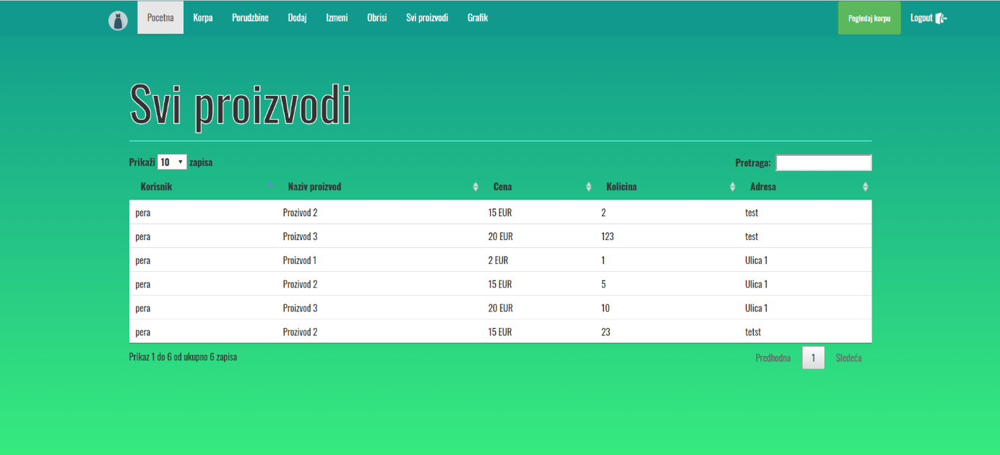 Pocetna Korpa Porudzbine Dodaj Izmeni Obrisi Svi proizvodi Grafik Pogledaj korpu Logout
Svi proizvodi
Prikaži 10 zapisa Pretraga:
Korisnik Naziv proizvod Cena Kolicina Adresa
pera Prozivod 2 15 EUR 2 test
pera Proizvod 3 20 EUR 123 test
pera Proizvod 1 2 EUR 1 Ulica 1
pera Prozivod 2 15 EUR 5 Ulica 1
pera Proizvod 3 20 EUR 10 Ulica 1
pera Prozivod 2 15 EUR 23 tetst
Prikaz 1 do 6 od ukupno 6 zapisa Predhodna 1 Sledeća